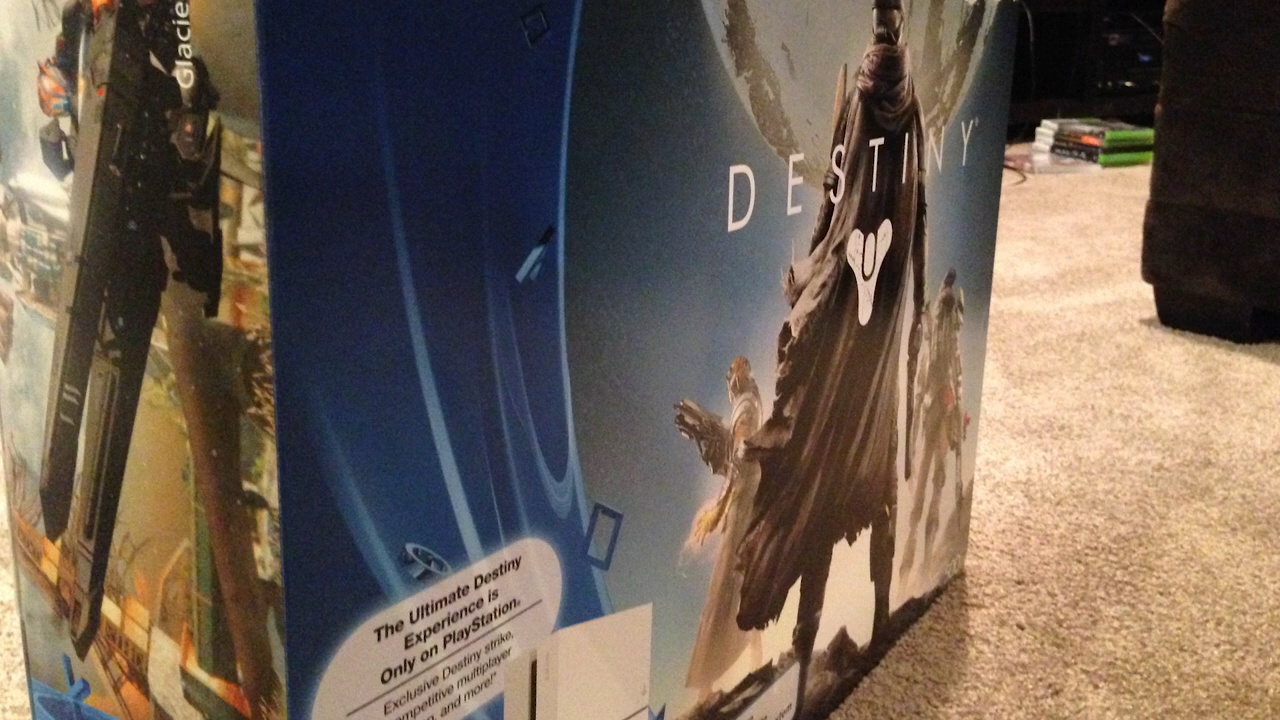 Glacie
DESTINY
The Ultimate Destiny
Experience is
Only on PlayStation.
Exclusive Destiny strike,
competitive multiplayer
and more!*